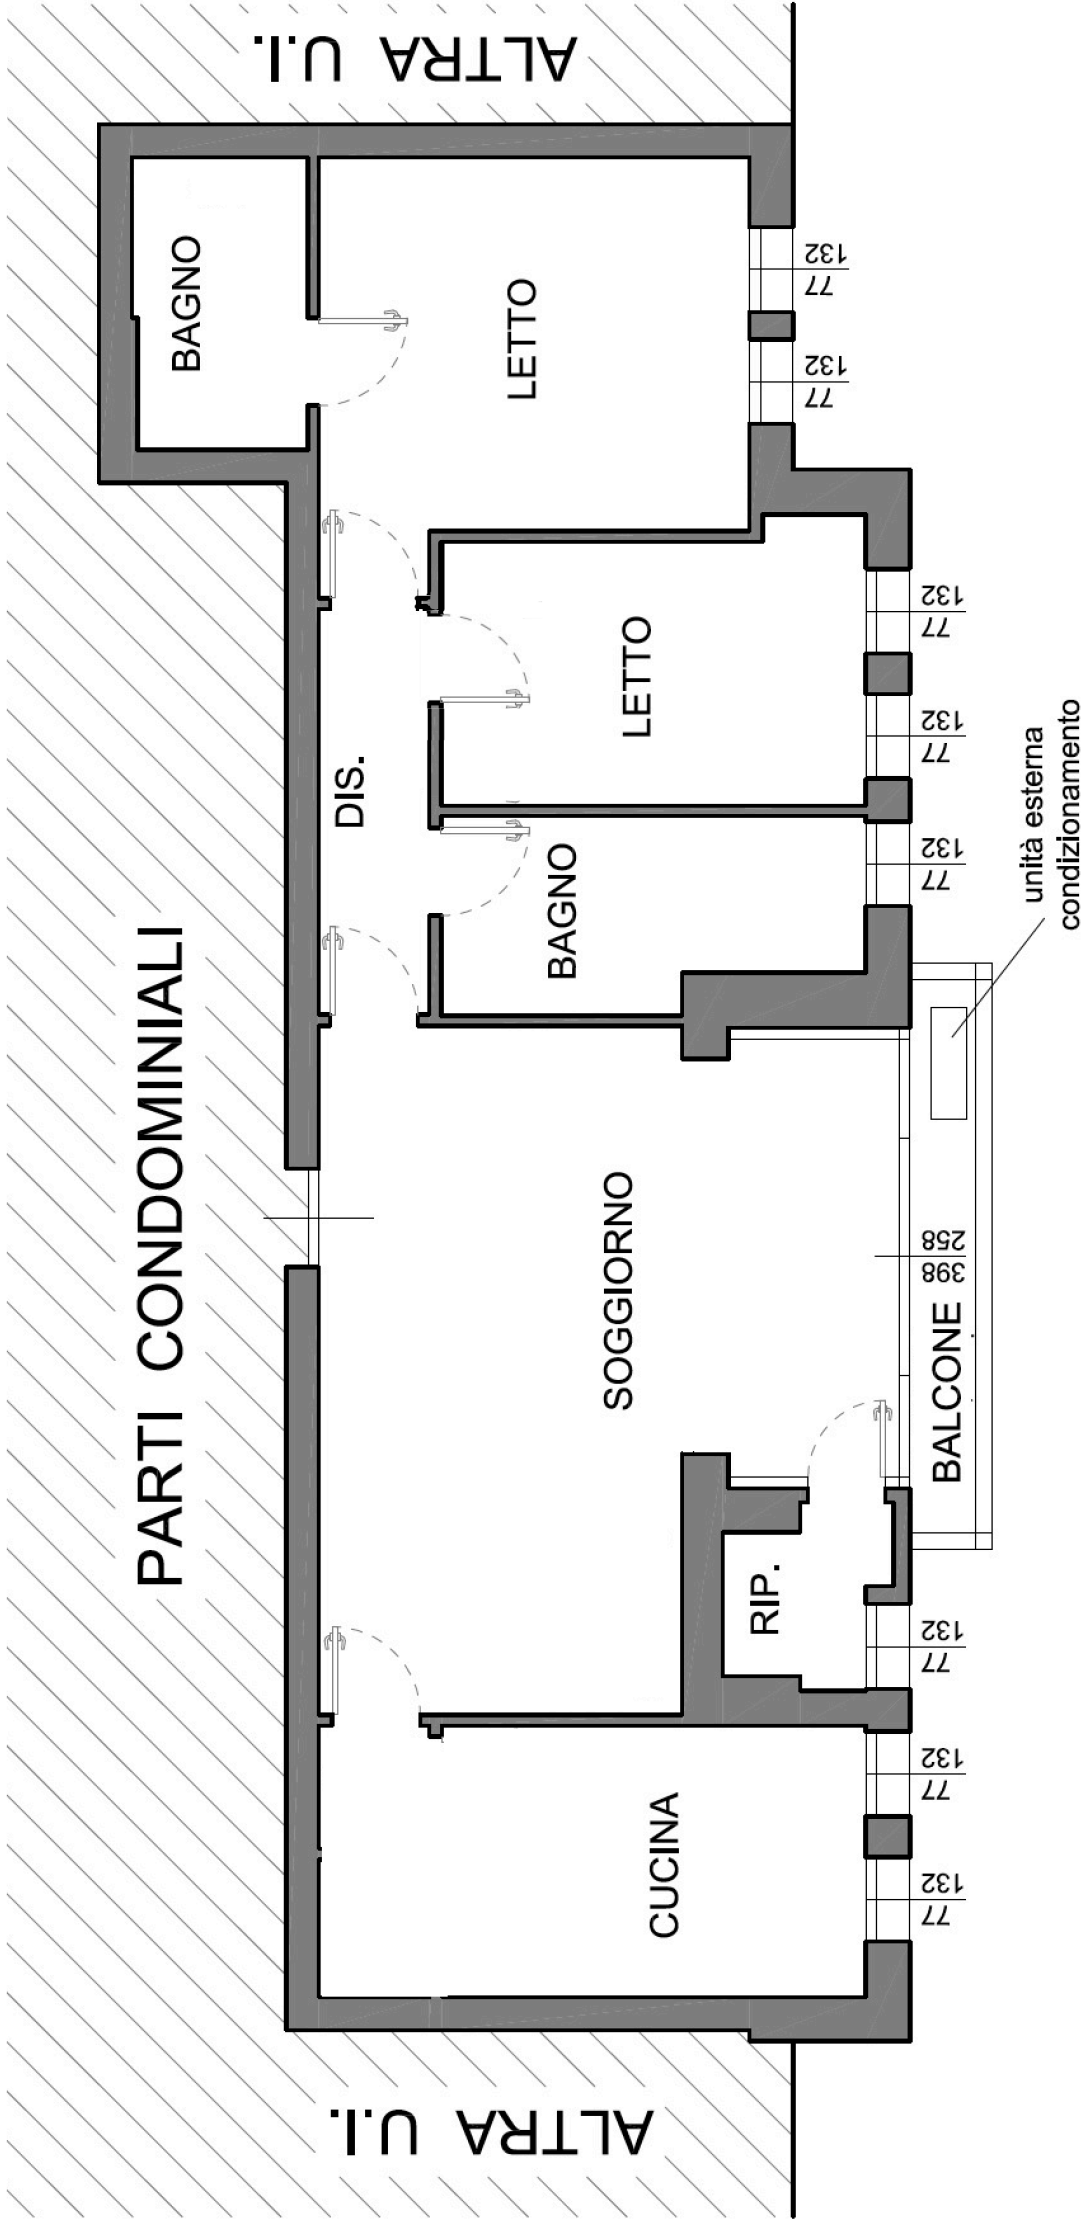 ALTRA U.I.
BAGNO
LETTO
132
77
132
77
LETTO
132
77
132
77
DIS.
BAGNO
132
77
unità esterna
condizionamento
PARTI CONDOMINIALI
SOGGIORNO
258
398
BALCONE
RIP.
132
77
CUCINA
132
77
132
77
ALTRA U.I.